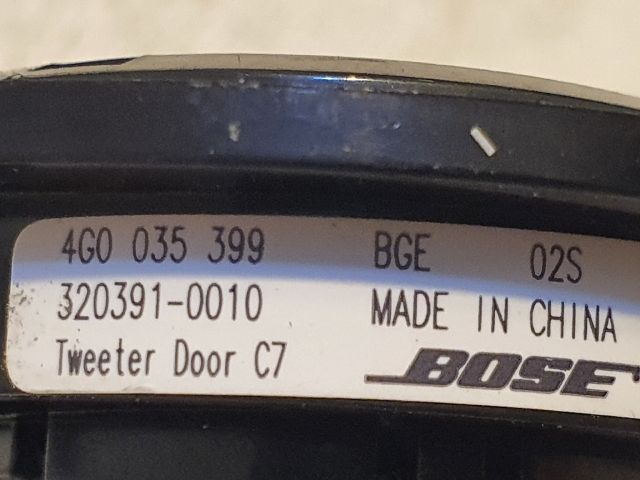 4G0 035 399 BGE 02S
320391-0010 MADE IN CHINA
Tweeter Door C7 BOSE